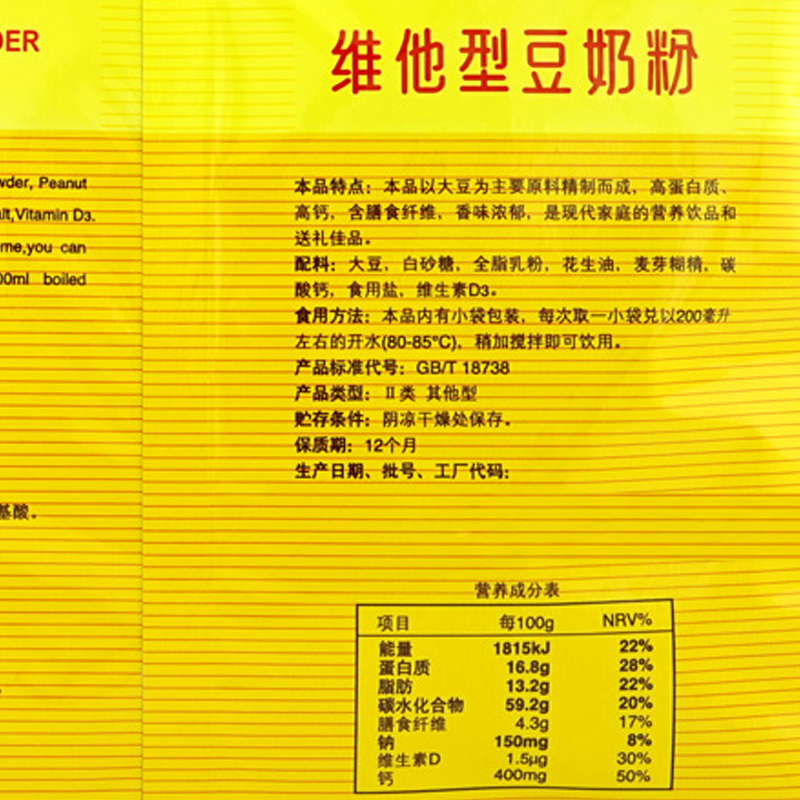 DER
wder, Peanut
alt,Vitamin D3.
me,you can
00ml boiled
基酸。
维他型豆奶粉
本品特点：本品以大豆为主要原料精制而成，高蛋白质、
高钙，含膳食纤维，香味浓郁，是现代家庭的营养饮品和
送礼佳品。
配料：大豆，白砂糖，全脂乳粉，花生油，麦芽糊精，碳
酸钙，食用盐，维生素D3。
食用方法：本品内有小袋包装，每次取一小袋兑以200毫升
左右的开水(80-85°C)，稍加搅拌即可饮用。
产品标准代号：GB/T 18738
产品类型：Ⅱ类 其他型
贮存条件：阴凉干燥处保存。
保质期：12个月
生产日期、批号、工厂代码：
营养成分表
项目 每100g NRV%
能量 1815kJ 22%
蛋白质 16.8g 28%
脂肪 13.2g 22%
碳水化合物 59.2g 20%
膳食纤维 4.3g 17%
钠 150mg 8%
维生素D 1.5μg 30%
钙 400mg 50%